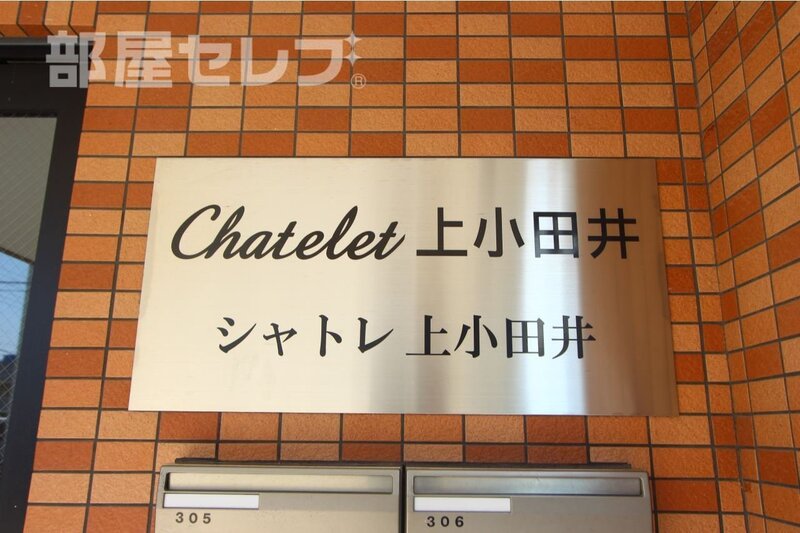 部屋セレブ®
Chatelet 上小田井
シャトレ 上小田井
305
306